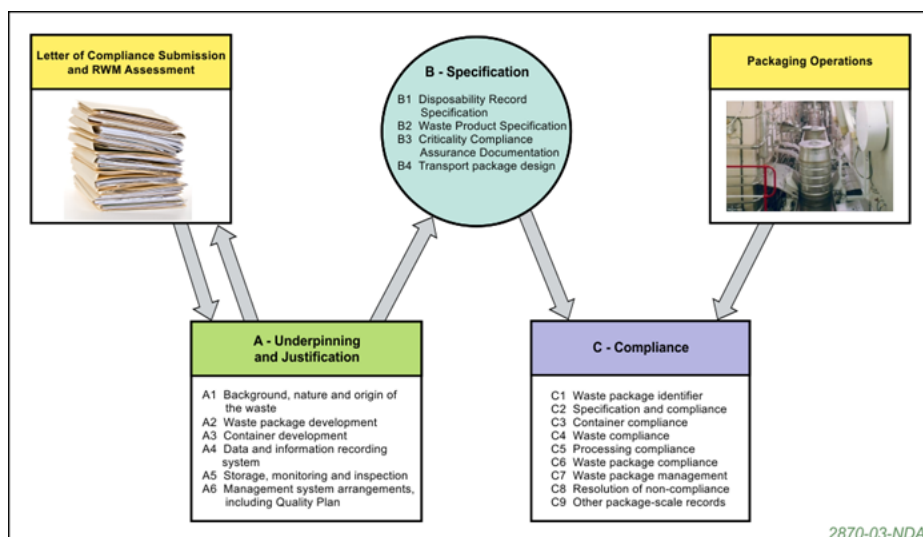 Letter of Compliance Submission
and RWM Assessment
B - Specification
B1 Disposability Record
Specification
B2 Waste Product Specification
B3 Criticality Compliance
Assurance Documentation
B4 Transport package design
Packaging Operations
A - Underpinning
and Justification
A1 Background, nature and origin of
the waste
A2 Waste package development
A3 Container development
A4 Data and information recording
system
A5 Storage, monitoring and inspection
A6 Management system arrangements,
including Quality Plan
C - Compliance
C1 Waste package identifier
C2 Specification and compliance
C3 Container compliance
C4 Waste compliance
C5 Processing compliance
C6 Waste package compliance
C7 Waste package management
C8 Resolution of non-compliance
C9 Other package-scale records
2870-03-NDA